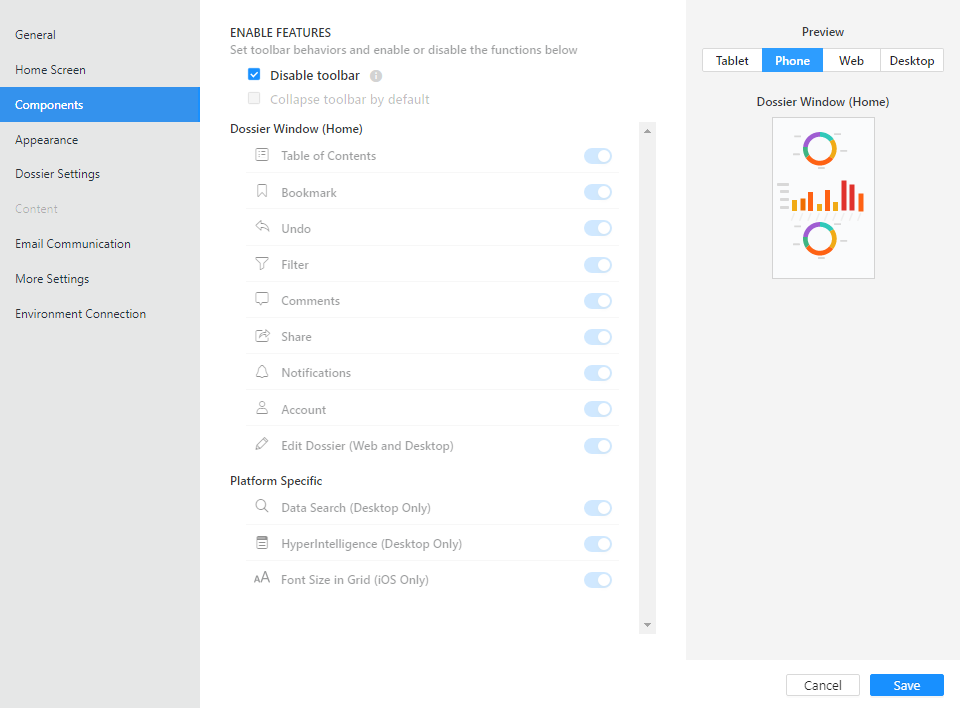 General
Home Screen
Components
Appearance
Dossier Settings
Content
Email Communication
More Settings
Environment Connection
ENABLE FEATURES
Set toolbar behaviors and enable or disable the functions below
Disable toolbar
Collapse toolbar by default
Dossier Window (Home)
Table of Contents
Bookmark
Undo
Filter
Comments
Share
Notifications
Account
Edit Dossier (Web and Desktop)
Platform Specific
Data Search (Desktop Only)
HyperIntelligence (Desktop Only)
AA Font Size in Grid (iOS Only)
Preview
Tablet Phone Web Desktop
Dossier Window (Home)
Cancel Save